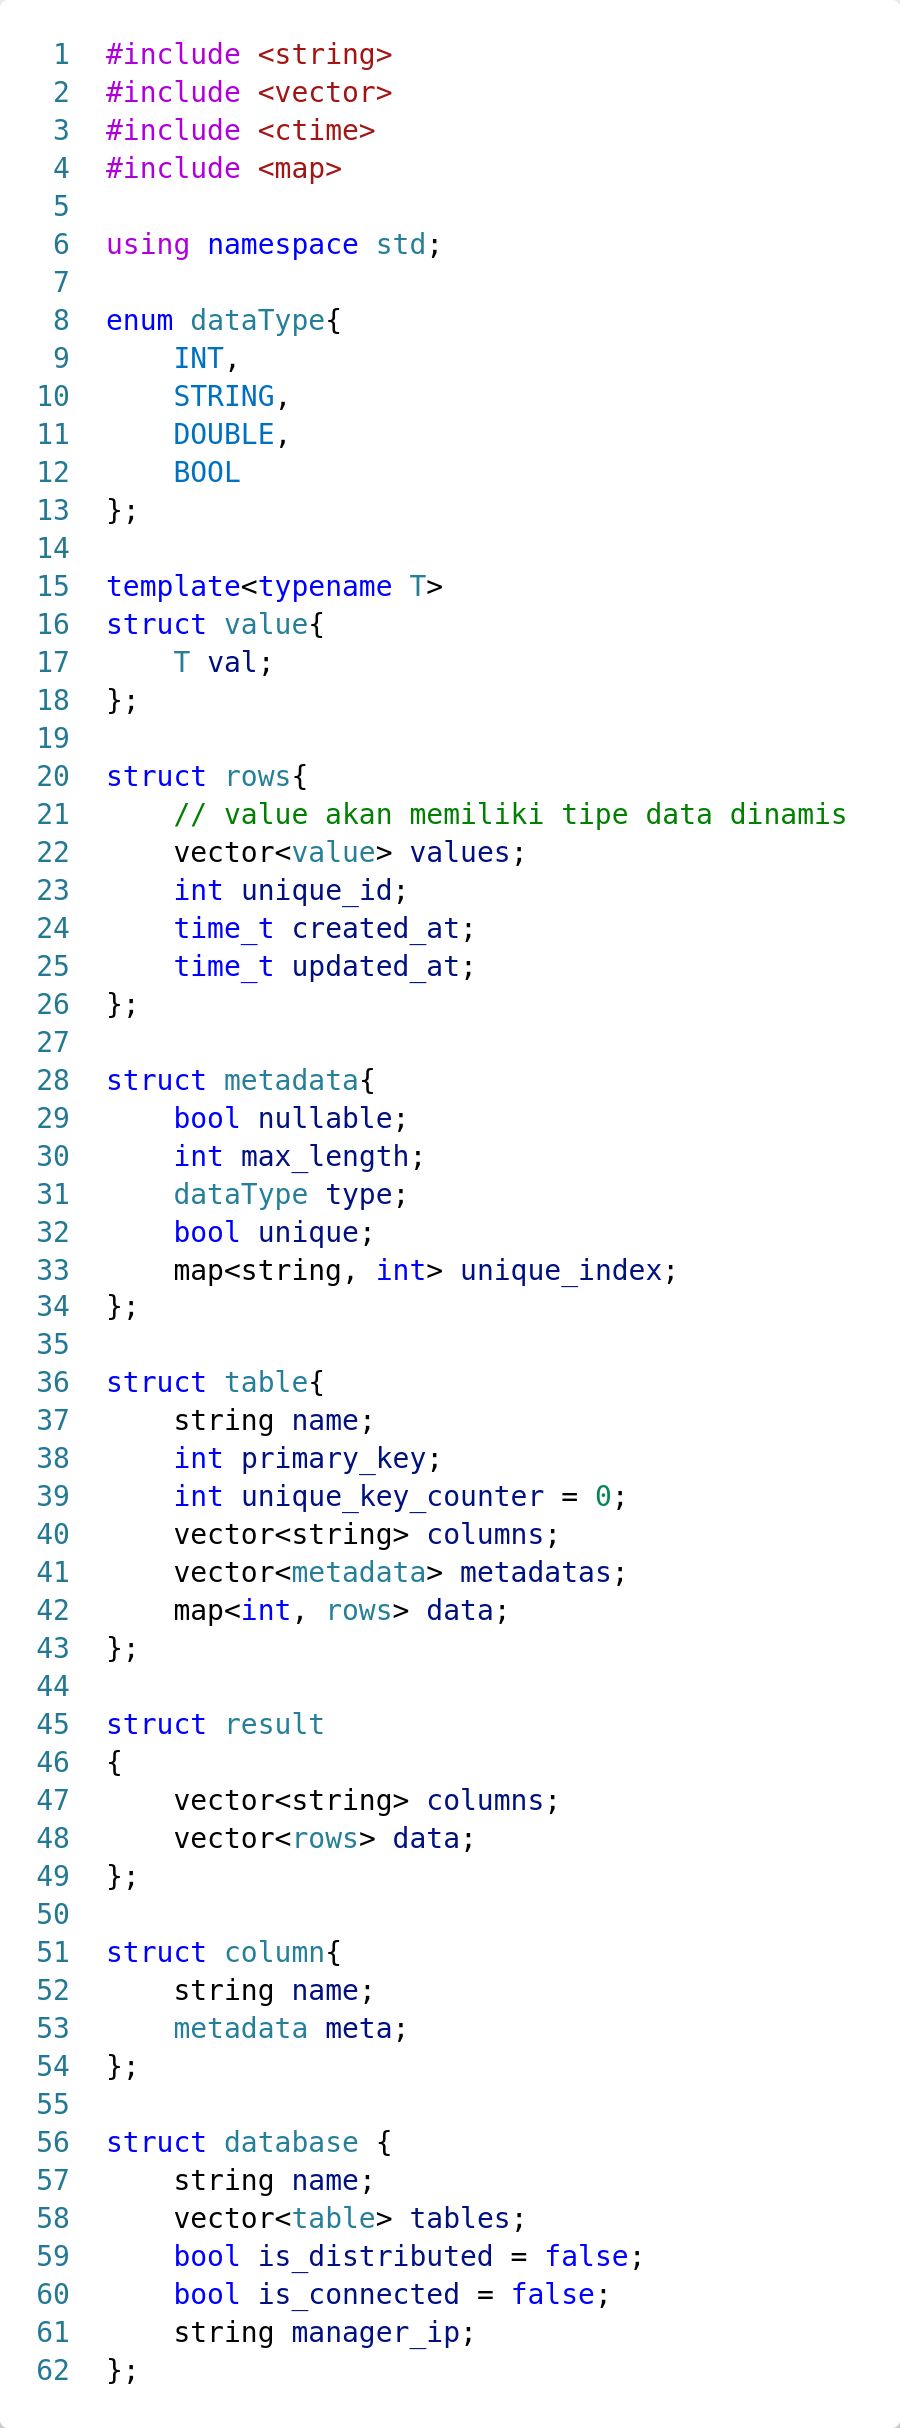 1 #include <string>
2 #include <vector>
3 #include <ctime>
4 #include <map>
5
6 using namespace std;
7
8 enum dataType{
9     INT,
10     STRING,
11     DOUBLE,
12     BOOL
13 };
14
15 template<typename T>
16 struct value{
17     T val;
18 };
19
20 struct rows{
21     // value akan memiliki tipe data dinamis
22     vector<value> values;
23     int unique_id;
24     time_t created_at;
25     time_t updated_at;
26 };
27
28 struct metadata{
29     bool nullable;
30     int max_length;
31     dataType type;
32     bool unique;
33     map<string, int> unique_index;
34 };
35
36 struct table{
37     string name;
38     int primary_key;
39     int unique_key_counter = 0;
40     vector<string> columns;
41     vector<metadata> metadatas;
42     map<int, rows> data;
43 };
44
45 struct result
46 {
47     vector<string> columns;
48     vector<rows> data;
49 };
50
51 struct column{
52     string name;
53     metadata meta;
54 };
55
56 struct database {
57     string name;
58     vector<table> tables;
59     bool is_distributed = false;
60     bool is_connected = false;
61     string manager_ip;
62 };